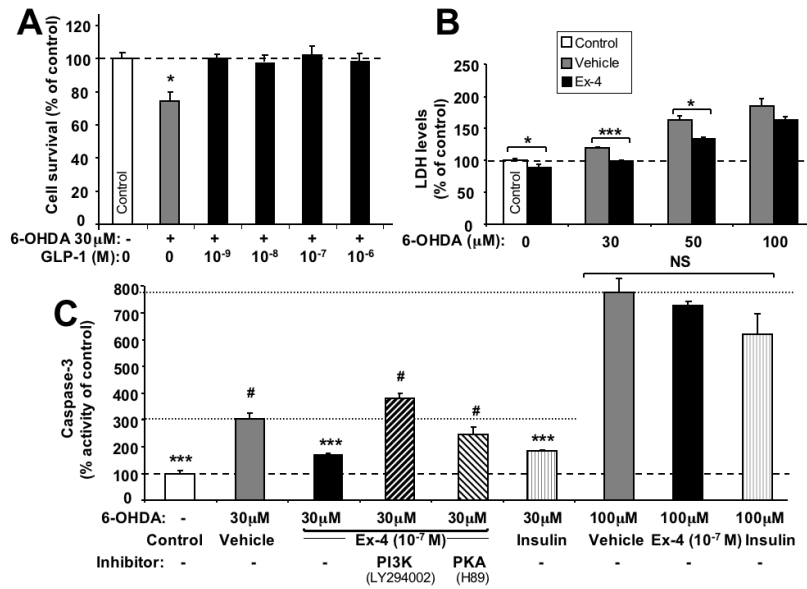 A
Cell survival (% of control)
120
100
80
60
40
20
0
*
Control
6-OHDA 30µM: - + + + + +
GLP-1 (M): 0 0 10⁻⁹ 10⁻⁸ 10⁻⁷ 10⁻⁶
B
Control
Vehicle
Ex-4
LDH levels
(% of control)
250
200
150
100
50
0
* *** *
Control
6-OHDA (µM): 0 30 50 100
C
NS
Caspase-3
(% activity of control)
800
700
600
500
400
300
200
100
0
*** # *** # # ***
6-OHDA: - 30µM 30µM 30µM 30µM 30µM 100µM 100µM 100µM
Control Vehicle Ex-4 (10⁻⁷ M) Insulin Vehicle Ex-4 (10⁻⁷ M) Insulin
Inhibitor: - - - PI3K PKA - - - -
(LY294002) (H89)